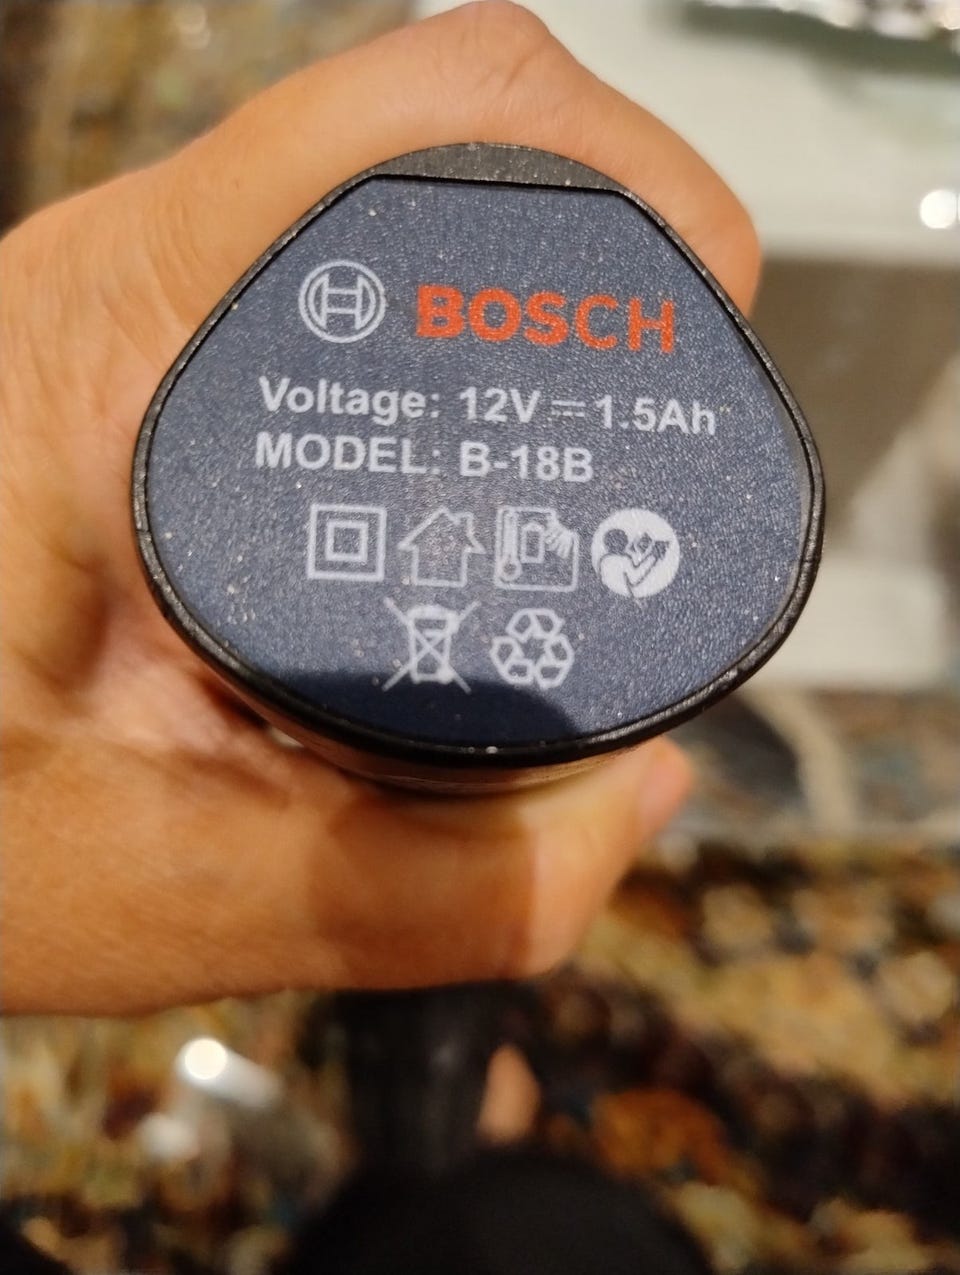 BOSCH
Voltage: 12V⎓1.5Ah
MODEL: B-18B